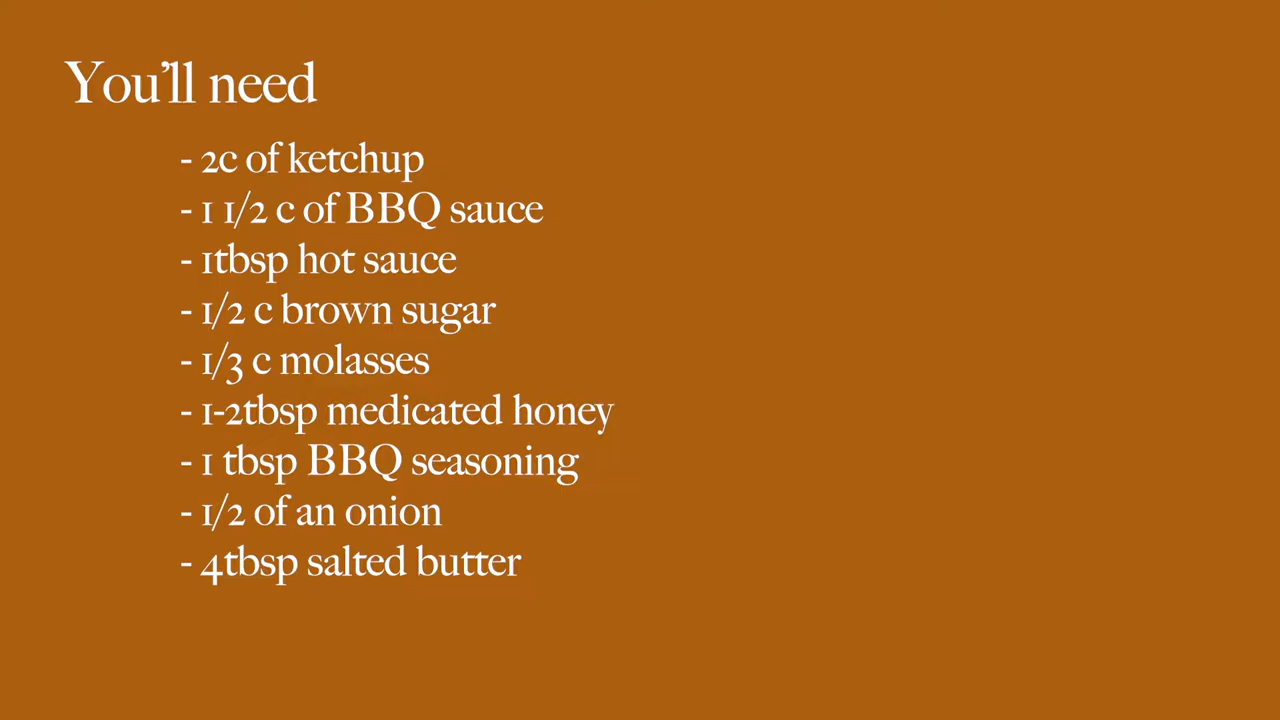 You’ll need
- 2c of ketchup
- 1 1/2 c of BBQ sauce
- 1tbsp hot sauce
- 1/2 c brown sugar
- 1/3 c molasses
- 1-2tbsp medicated honey
- 1 tbsp BBQ seasoning
- 1/2 of an onion
- 4tbsp salted butter